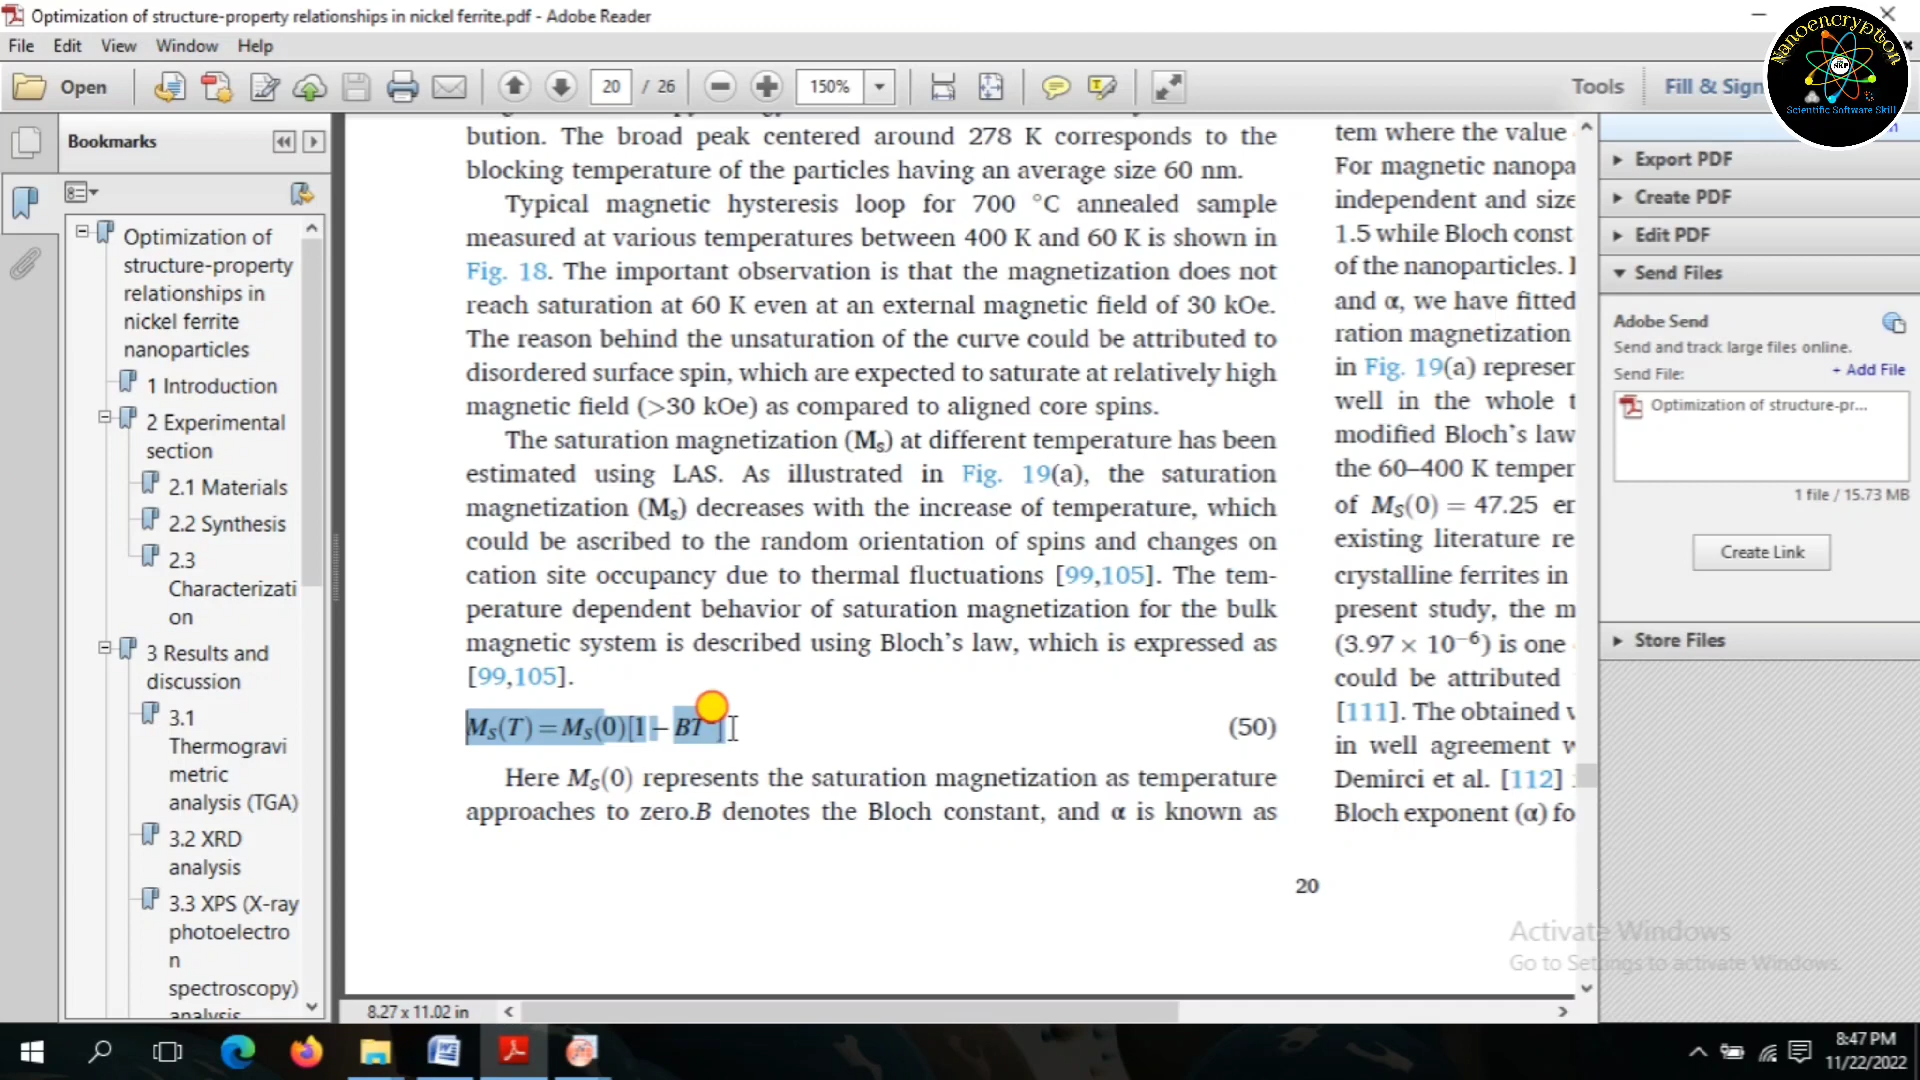 Optimization of structure-property relationships in nickel ferrite.pdf - Adobe Reader
File Edit View Window Help
Open 20 / 26 150% Tools Fill & Sign
Nanoencryption
NKP
Scientific Software Skill
Bookmarks
Optimization of
structure-property
relationships in
nickel ferrite
nanoparticles
1 Introduction
2 Experimental
section
2.1 Materials
2.2 Synthesis
2.3
Characterizati
on
3 Results and
discussion
3.1
Thermogravi
metric
analysis (TGA)
3.2 XRD
analysis
3.3 XPS (X-ray
photoelectro
n
spectroscopy)
analysis
bution. The broad peak centered around 278 K corresponds to the
blocking temperature of the particles having an average size 60 nm.
Typical magnetic hysteresis loop for 700 °C annealed sample
measured at various temperatures between 400 K and 60 K is shown in
Fig. 18. The important observation is that the magnetization does not
reach saturation at 60 K even at an external magnetic field of 30 kOe.
The reason behind the unsaturation of the curve could be attributed to
disordered surface spin, which are expected to saturate at relatively high
magnetic field (>30 kOe) as compared to aligned core spins.
The saturation magnetization (Ms) at different temperature has been
estimated using LAS. As illustrated in Fig. 19(a), the saturation
magnetization (Ms) decreases with the increase of temperature, which
could be ascribed to the random orientation of spins and changes on
cation site occupancy due to thermal fluctuations [99,105]. The tem-
perature dependent behavior of saturation magnetization for the bulk
magnetic system is described using Bloch's law, which is expressed as
[99,105].
MS(T) = MS(0)[1 − BT ] (50)
Here MS(0) represents the saturation magnetization as temperature
approaches to zero.B denotes the Bloch constant, and α is known as
tem where the value
For magnetic nanopa
independent and size
1.5 while Bloch const
of the nanoparticles. I
and α, we have fitted
ration magnetization
in Fig. 19(a) represer
well in the whole t
modified Bloch's law
the 60–400 K temper
of MS(0) = 47.25 er
existing literature re
crystalline ferrites in
present study, the m
(3.97 × 10⁻⁶) is one
could be attributed
[111]. The obtained v
in well agreement w
Demirci et al. [112]
Bloch exponent (α) fo
20
8.27 x 11.02 in
Export PDF
Create PDF
Edit PDF
Send Files
Adobe Send
Send and track large files online.
Send File: + Add File
Optimization of structure-pr...
1 file / 15.73 MB
Create Link
Store Files
Activate Windows
Go to Settings to activate Windows.
8:47 PM
11/22/2022